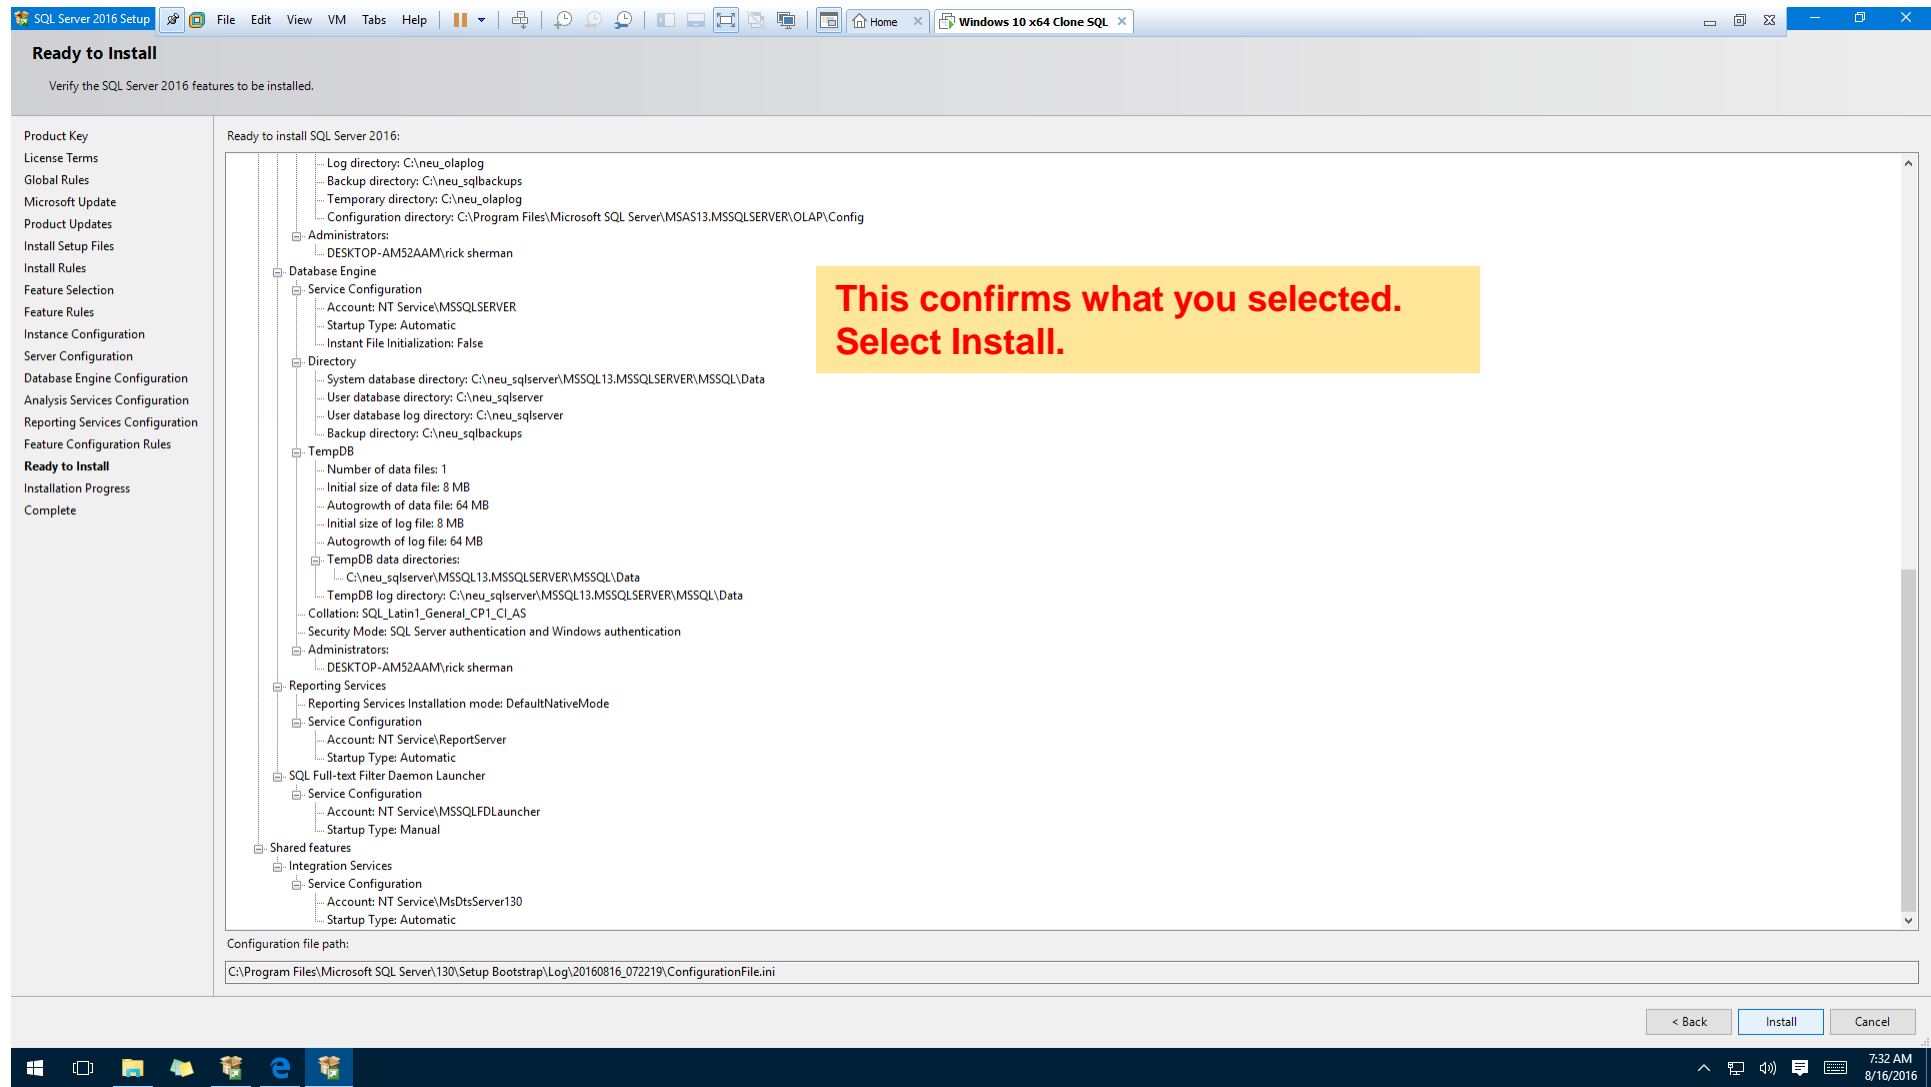 SQL Server 2016 Setup
File Edit View VM Tabs Help
Home
Windows 10 x64 Clone SQL
Ready to Install
Verify the SQL Server 2016 features to be installed.
Product Key
License Terms
Global Rules
Microsoft Update
Product Updates
Install Setup Files
Install Rules
Feature Selection
Feature Rules
Instance Configuration
Server Configuration
Database Engine Configuration
Analysis Services Configuration
Reporting Services Configuration
Feature Configuration Rules
Ready to Install
Installation Progress
Complete
Ready to install SQL Server 2016:
Log directory: C:\neu_olaplog
Backup directory: C:\neu_sqlbackups
Temporary directory: C:\neu_olaplog
Configuration directory: C:\Program Files\Microsoft SQL Server\MSAS13.MSSQLSERVER\OLAP\Config
Administrators:
DESKTOP-AM52AAM\rick sherman
Database Engine
Service Configuration
Account: NT Service\MSSQLSERVER
Startup Type: Automatic
Instant File Initialization: False
Directory
System database directory: C:\neu_sqlserver\MSSQL13.MSSQLSERVER\MSSQL\Data
User database directory: C:\neu_sqlserver
User database log directory: C:\neu_sqlserver
Backup directory: C:\neu_sqlbackups
TempDB
Number of data files: 1
Initial size of data file: 8 MB
Autogrowth of data file: 64 MB
Initial size of log file: 8 MB
Autogrowth of log file: 64 MB
TempDB data directories:
C:\neu_sqlserver\MSSQL13.MSSQLSERVER\MSSQL\Data
TempDB log directory: C:\neu_sqlserver\MSSQL13.MSSQLSERVER\MSSQL\Data
Collation: SQL_Latin1_General_CP1_CI_AS
Security Mode: SQL Server authentication and Windows authentication
Administrators:
DESKTOP-AM52AAM\rick sherman
Reporting Services
Reporting Services Installation mode: DefaultNativeMode
Service Configuration
Account: NT Service\ReportServer
Startup Type: Automatic
SQL Full-text Filter Daemon Launcher
Service Configuration
Account: NT Service\MSSQLFDLauncher
Startup Type: Manual
Shared features
Integration Services
Service Configuration
Account: NT Service\MsDtsServer130
Startup Type: Automatic
This confirms what you selected.
Select Install.
Configuration file path:
C:\Program Files\Microsoft SQL Server\130\Setup Bootstrap\Log\20160816_072219\ConfigurationFile.ini
< Back
Install
Cancel
7:32 AM
8/16/2016